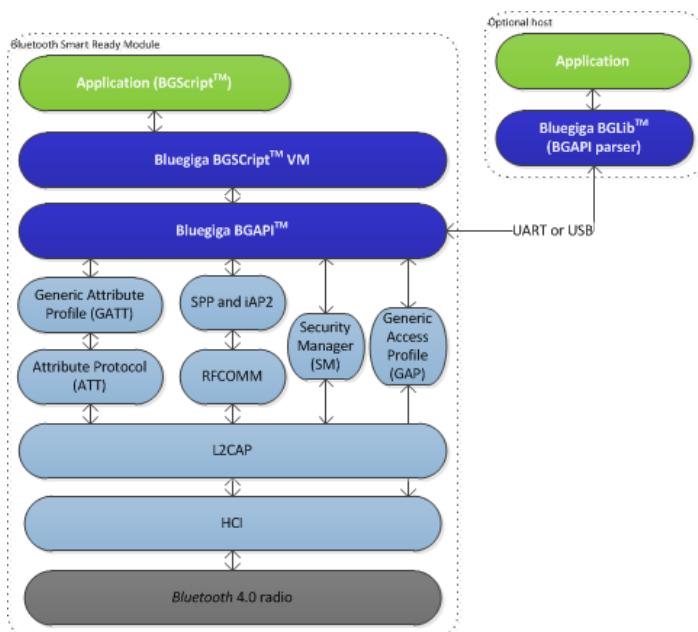 Optional host
Bluetooth Smart Ready Module
Application (BGScript™)
Application
Bluegiga BGLib™
(BGAPI parser)
Bluegiga BGSCript™ VM
Bluegiga BGAPI™
UART or USB
Generic Attribute
Profile (GATT)
SPP and iAP2
Security
Manager
(SM)
Generic
Access
Profile
(GAP)
Attribute Protocol
(ATT)
RFCOMM
L2CAP
HCI
Bluetooth 4.0 radio